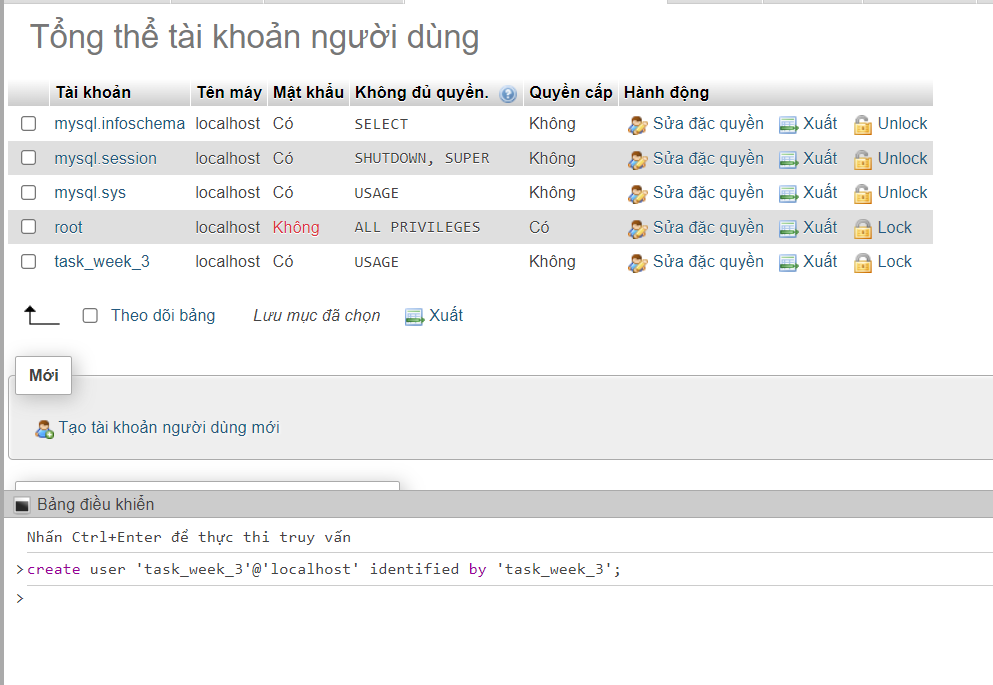 Tổng thể tài khoản người dùng
Tài khoản Tên máy Mật khẩu Không đủ quyền. Quyền cấp Hành động
mysql.infoschema localhost Có SELECT Không Sửa đặc quyền Xuất Unlock
mysql.session localhost Có SHUTDOWN, SUPER Không Sửa đặc quyền Xuất Unlock
mysql.sys localhost Có USAGE Không Sửa đặc quyền Xuất Unlock
root localhost Không ALL PRIVILEGES Có Sửa đặc quyền Xuất Lock
task_week_3 localhost Có USAGE Không Sửa đặc quyền Xuất Lock
Theo dõi bảng Lưu mục đã chọn Xuất
Mới
Tạo tài khoản người dùng mới
Bảng điều khiển
Nhấn Ctrl+Enter để thực thi truy vấn
>create user 'task_week_3'@'localhost' identified by 'task_week_3';
>